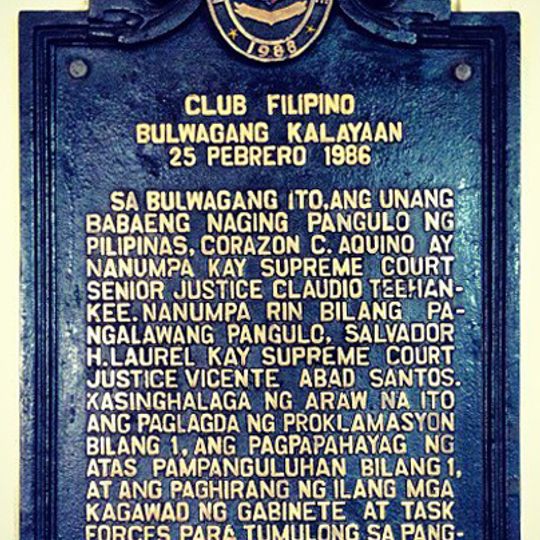 1988
CLUB FILIPINO
BULWAGANG KALAYAAN
25 PEBRERO 1986
SA BULWAGANG ITO, ANG UNANG
BABAENG NAGING PANGULO NG
PILIPINAS, CORAZON C. AQUINO AY
NANUMPA KAY SUPREME COURT
SENIOR JUSTICE CLAUDIO TEEHAN-
KEE. NANUMPA RIN BILANG PA-
NGALAWANG PANGULO, SALVADOR
H. LAUREL KAY SUPREME COURT
JUSTICE VICENTE ABAD SANTOS.
KASINGHALAGA NG ARAW NA ITO
ANG PAGLAGDA NG PROKLAMASYON
BILANG 1, ANG PAGPAPAHAYAG NG
ATAS PAMPANGULUHAN BILANG 1,
AT ANG PAGHIRANG NG ILANG MGA
KAGAWAD NG GABINETE AT TASK
FORCES PARA TUMULONG SA PANG-